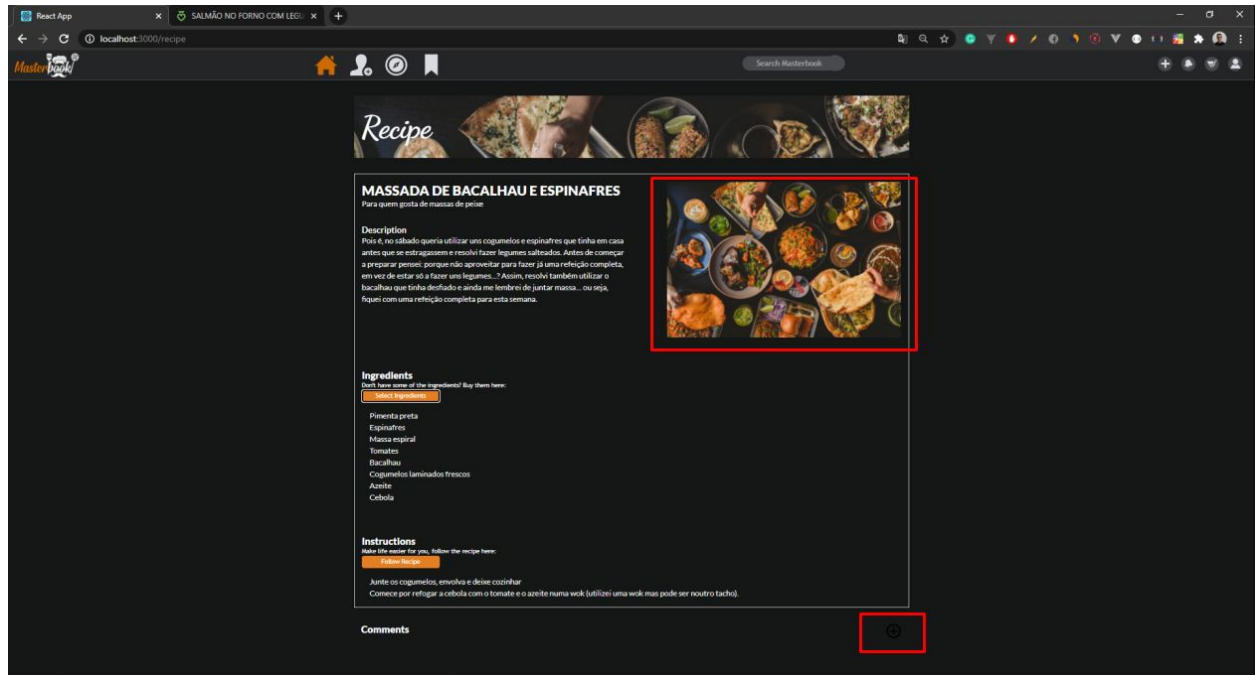 React App
SALMÃO NO FORNO COM LEGU
localhost:3000/recipe
Masterbook
Search Masterbook
Recipe
MASSADA DE BACALHAU E ESPINAFRES
Para quem gosta de massas de peixe
Description
Pois é, no sábado queria utilizar uns cogumelos e espinafres que tinha em casa
antes que se estragassem e resolvi fazer legumes salteados. Antes de começar
a preparar pensei: porque não aproveitar para fazer já uma refeição completa,
em vez de estar só a fazer uns legumes...? Assim, resolvi também utilizar o
bacalhau que tinha desfiado e ainda me lembrei de juntar massa... ou seja,
fiquei com uma refeição completa para esta semana.
Ingredients
Don't have some of the ingredients? Buy them here:
Select Ingredients
Pimenta preta
Espinafres
Massa espiral
Tomates
Bacalhau
Cogumelos laminados frescos
Azeite
Cebola
Instructions
Make life easier for you, follow the recipe here:
Follow Recipe
Junte os cogumelos, envolva e deixe cozinhar
Comece por refogar a cebola com o tomate e o azeite numa wok (utilizei uma wok mas pode ser noutro tacho).
Comments